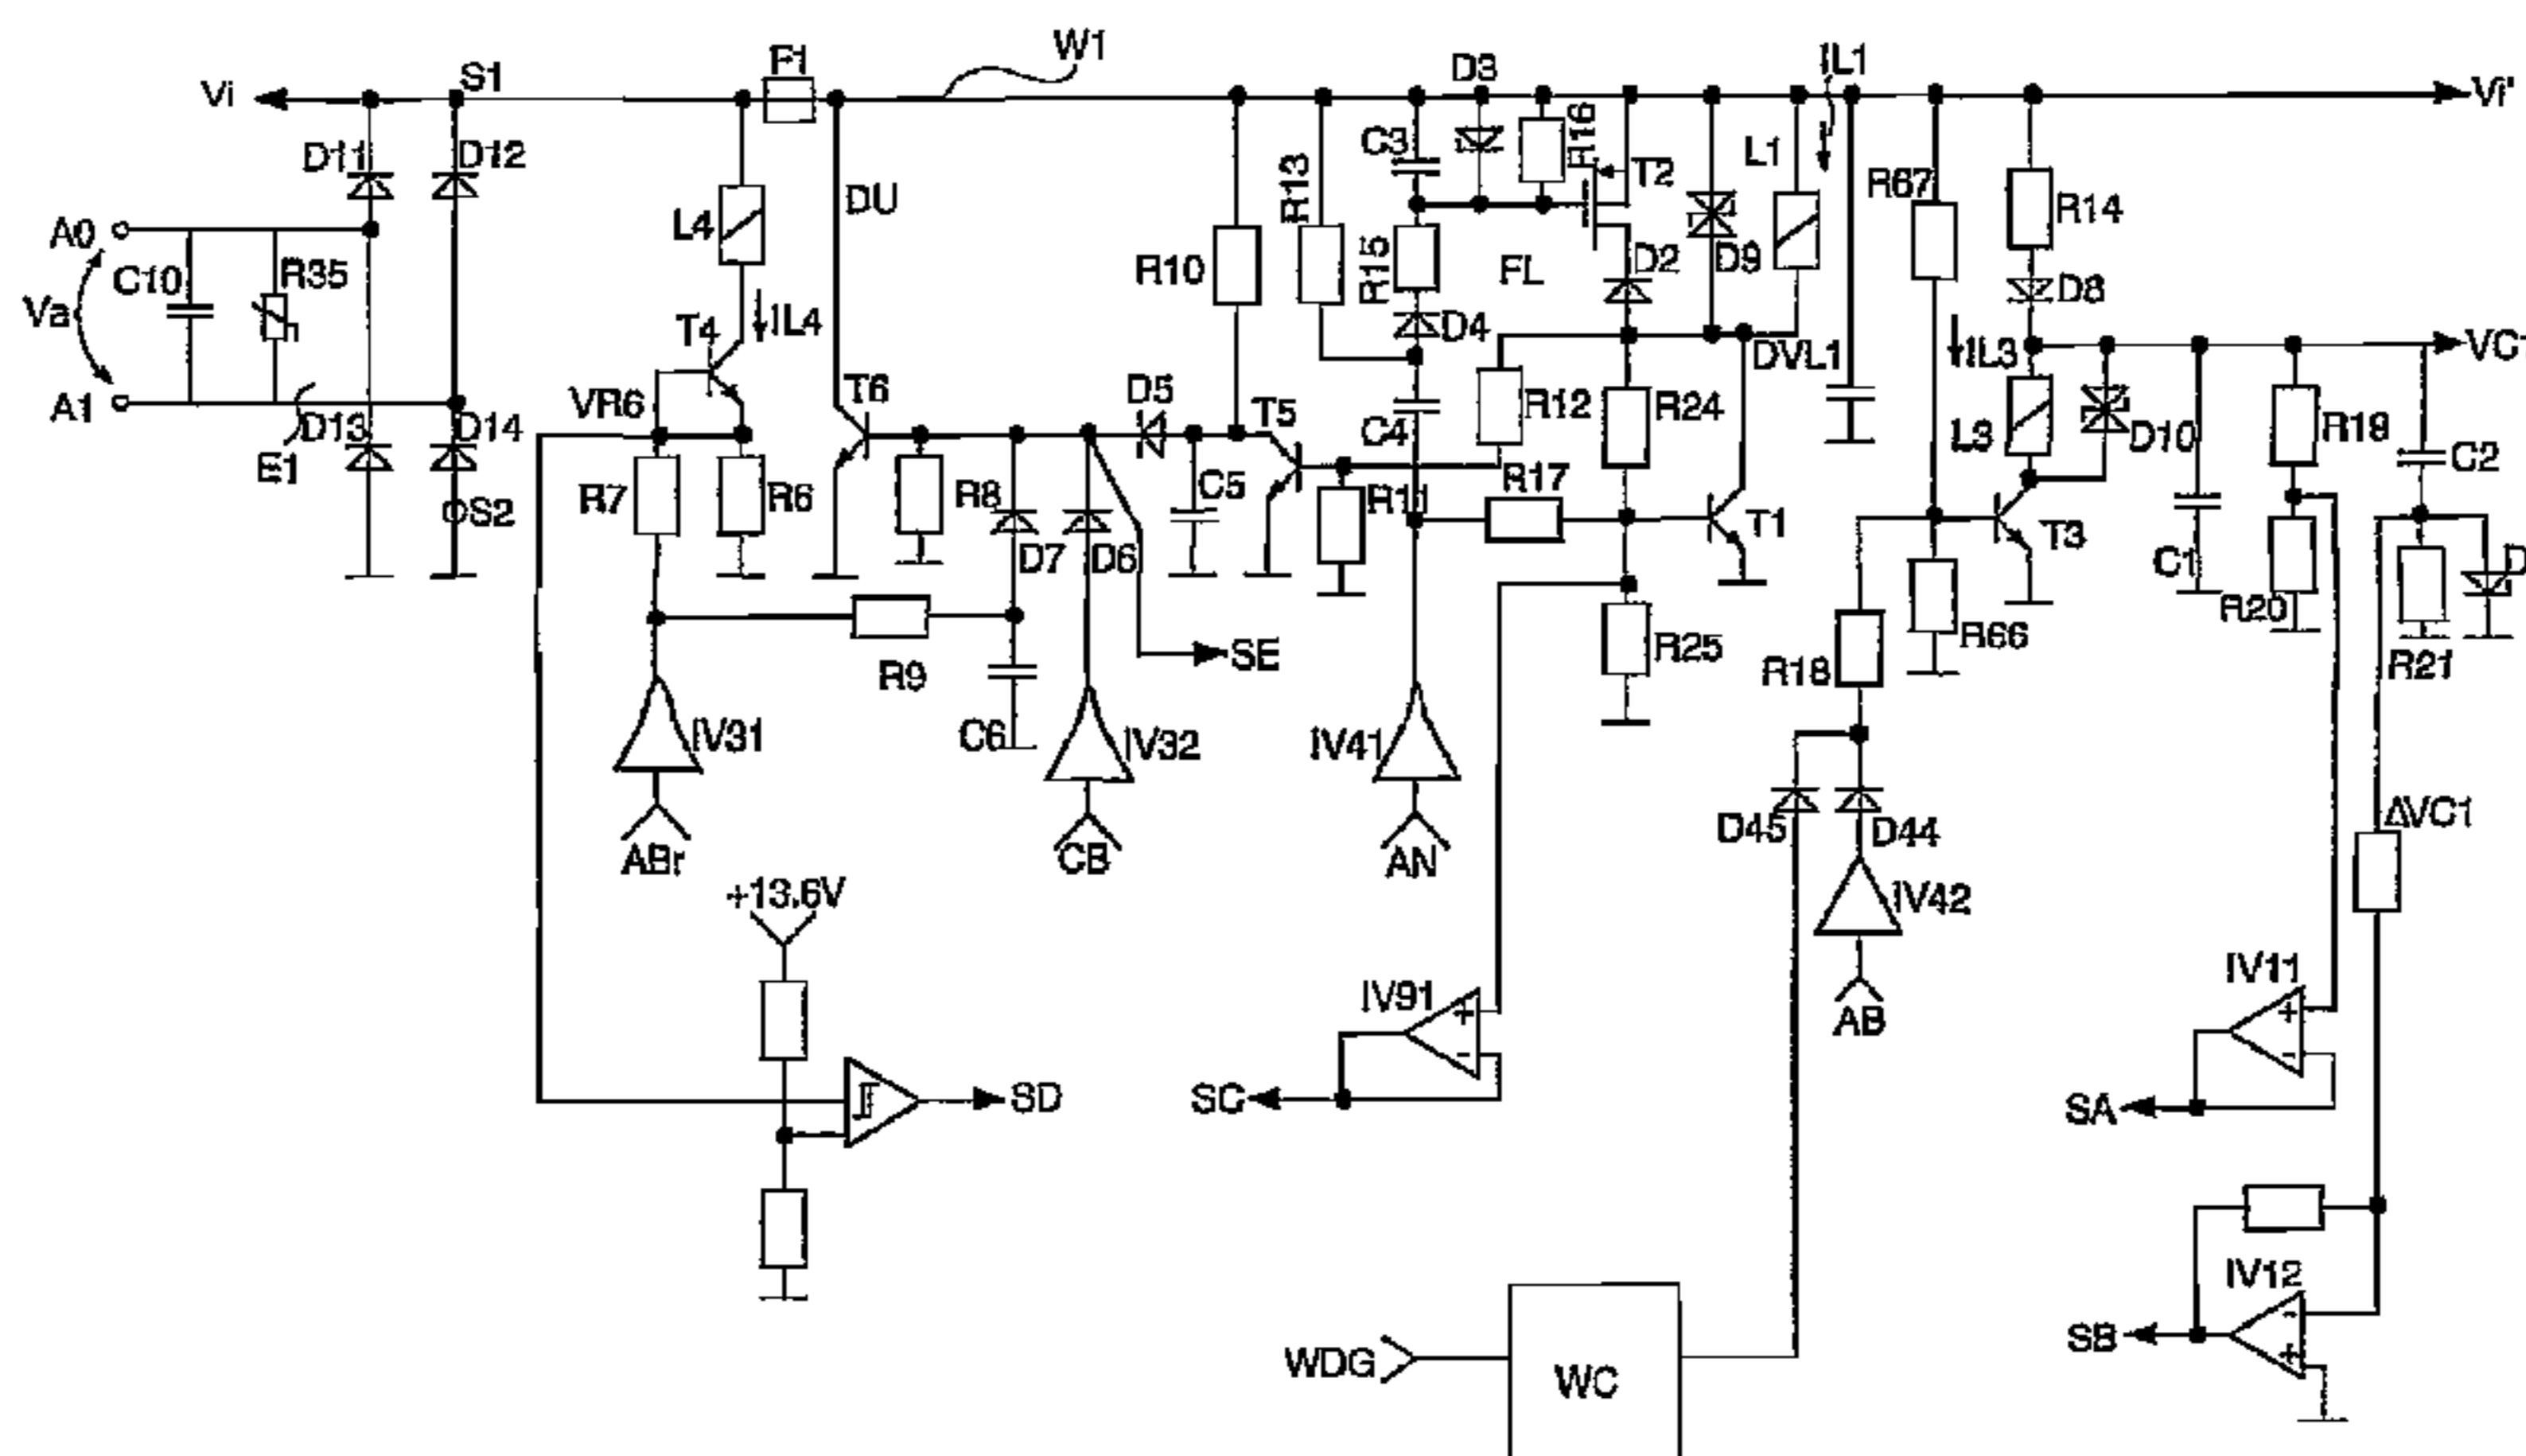 W1
IL1
Vi
S1
F1
D3
Vi'
D11
D12
C3
R16
T2
L1
R67
R14
A0
C10
R35
Va
L4
DU
R10
R13
R15
FL
D2
D9
D8
T4
IL4
D4
DVL1
IL3
VC1
A1
D13
D14
VR6
T6
D5
T5
C4
R12
R24
L3
D10
R19
C2
E1
S2
R7
R6
R8
D7
D6
C5
R11
R17
T1
T3
C1
R20
R9
C6
SE
R25
R18
R66
R21
D
IV31
IV32
IV41
D45
D44
ΔVC1
ABr
CB
AN
IV42
+13.6V
IV91
+
-
AB
IV11
+
-
SD
SC
SA
IV12
-
+
SB
WDG
WC